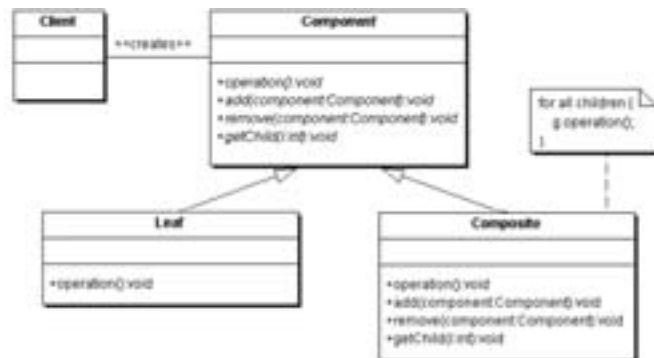 Client
Component
<<creates>>
+operation():void
+add(component:Component):void
+remove(component:Component):void
+getChild(i:int):void
for all children {
g.operation();
}
Leaf
+operation():void
Composite
+operation():void
+add(component:Component):void
+remove(component:Component):void
+getChild(i:int):void